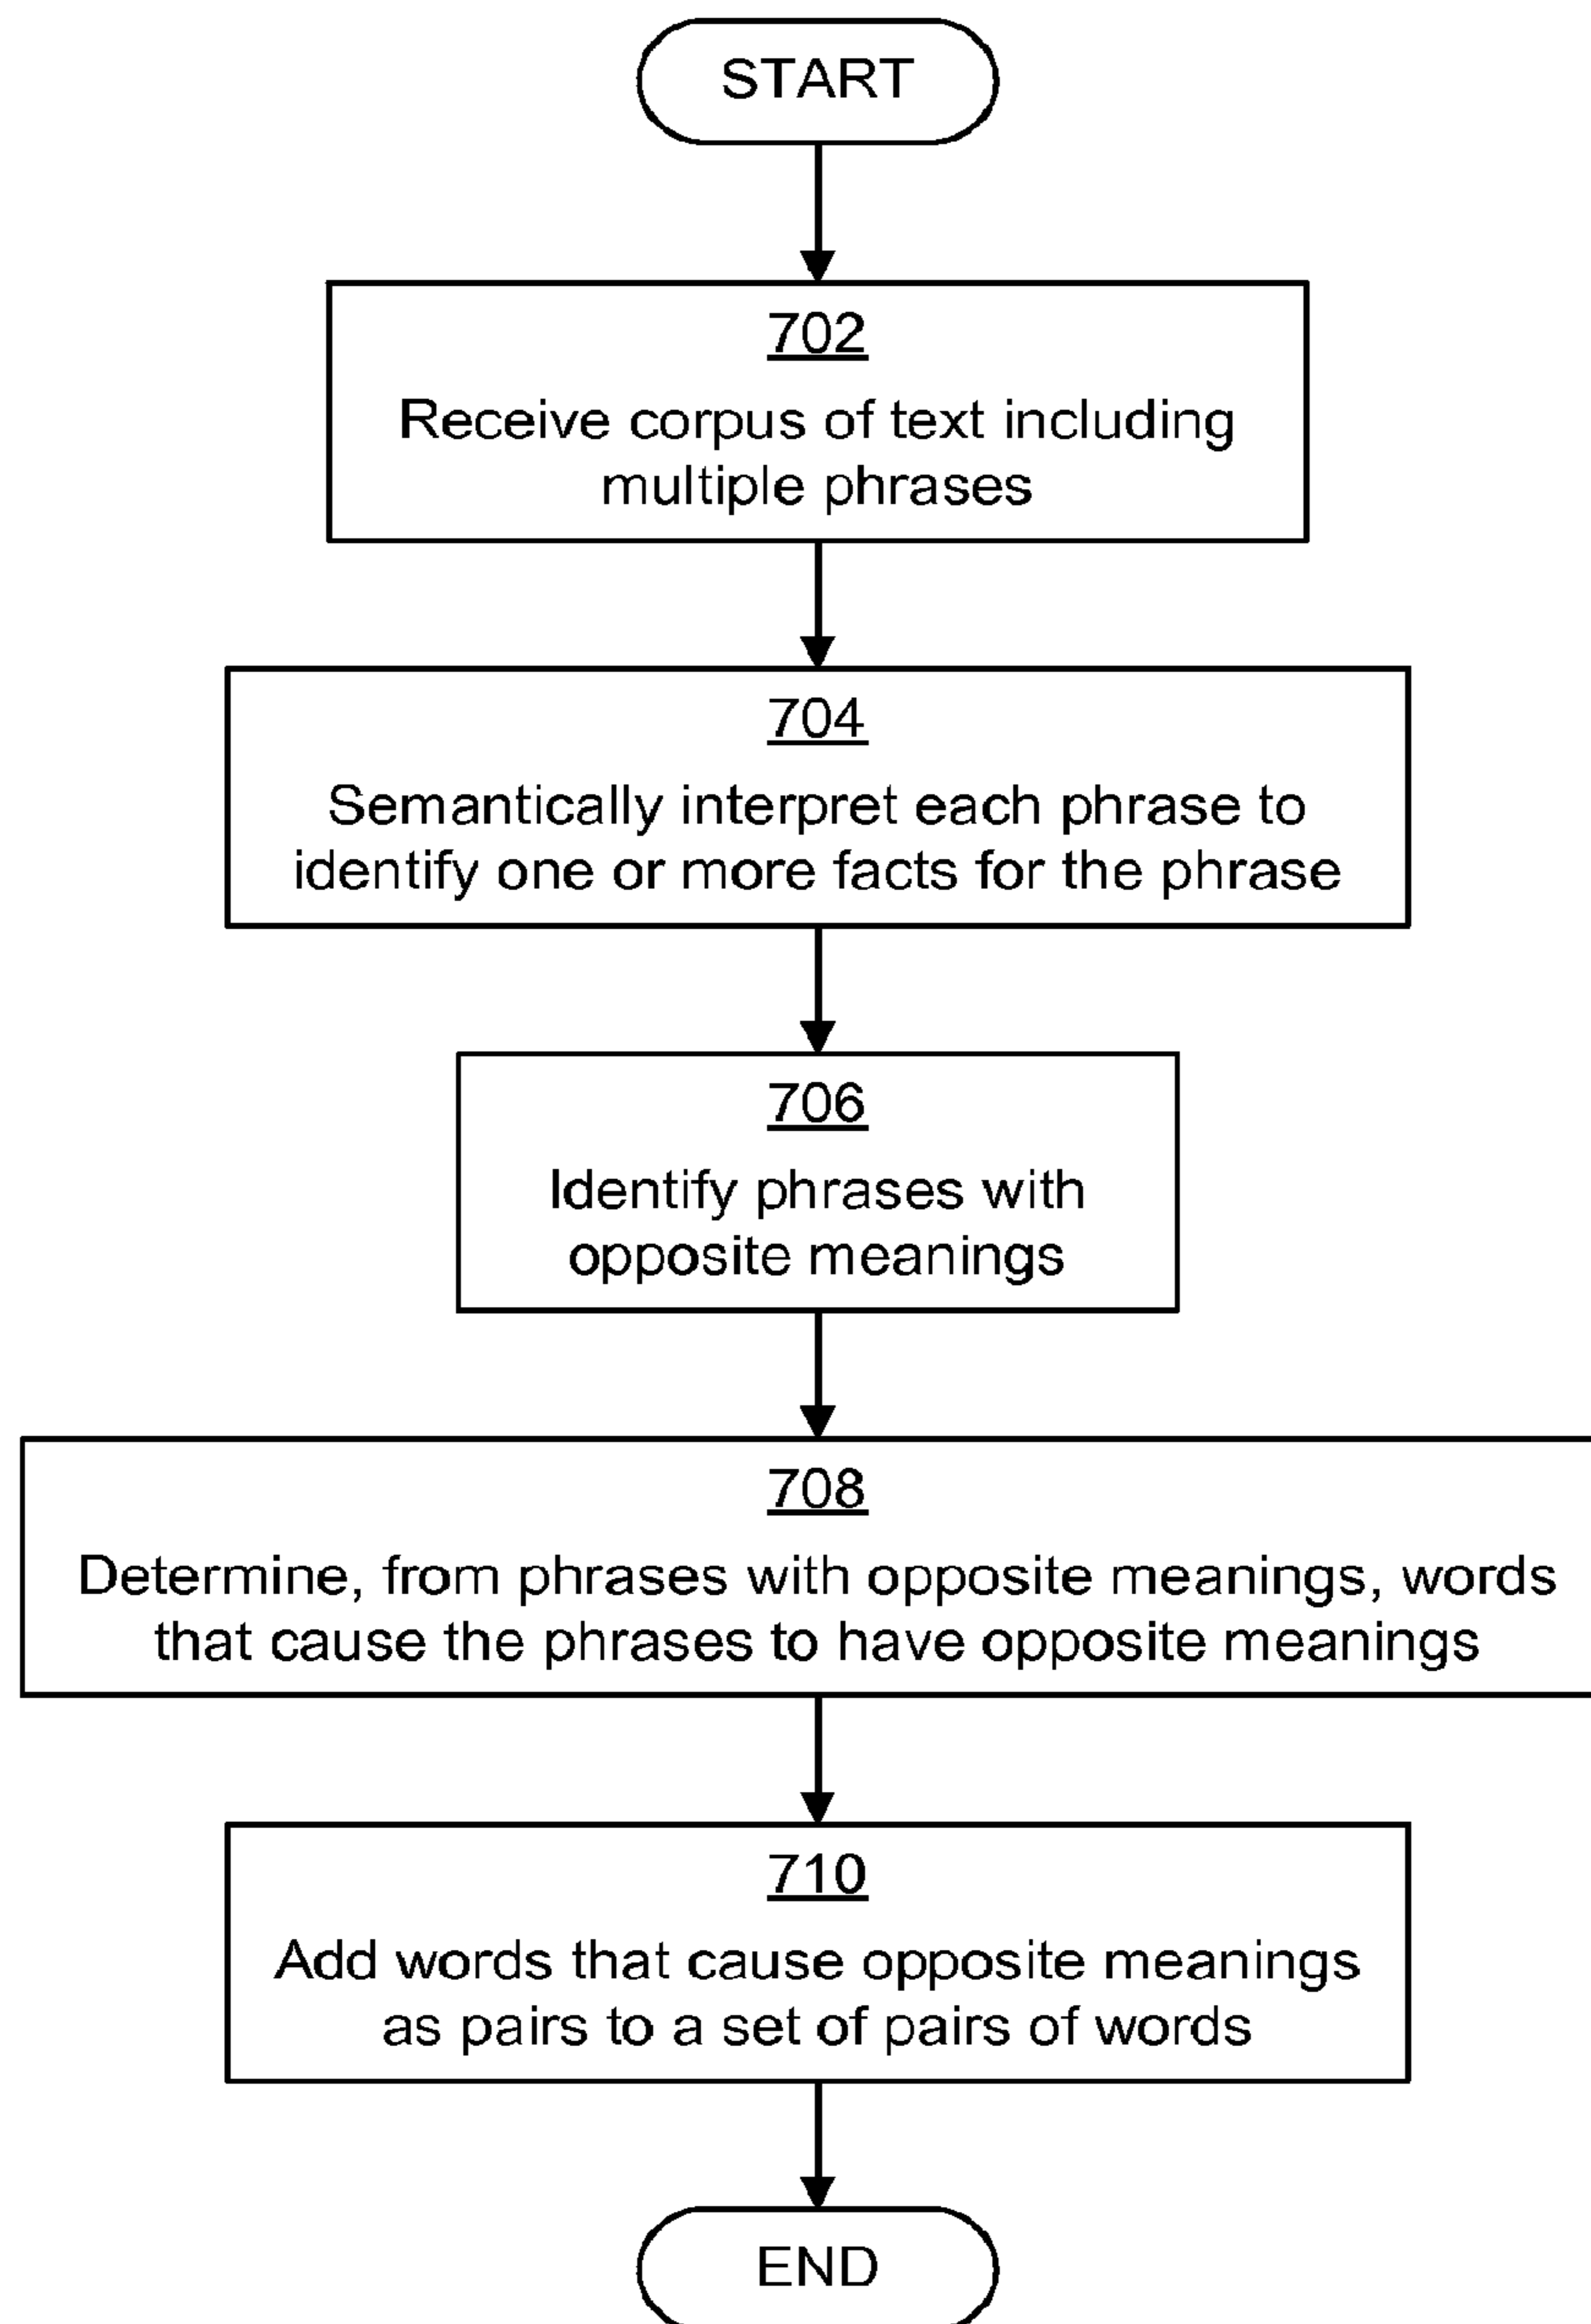 START
702
Receive corpus of text including
multiple phrases
704
Semantically interpret each phrase to
identify one or more facts for the phrase
706
Identify phrases with
opposite meanings
708
Determine, from phrases with opposite meanings, words
that cause the phrases to have opposite meanings
710
Add words that cause opposite meanings
as pairs to a set of pairs of words
END